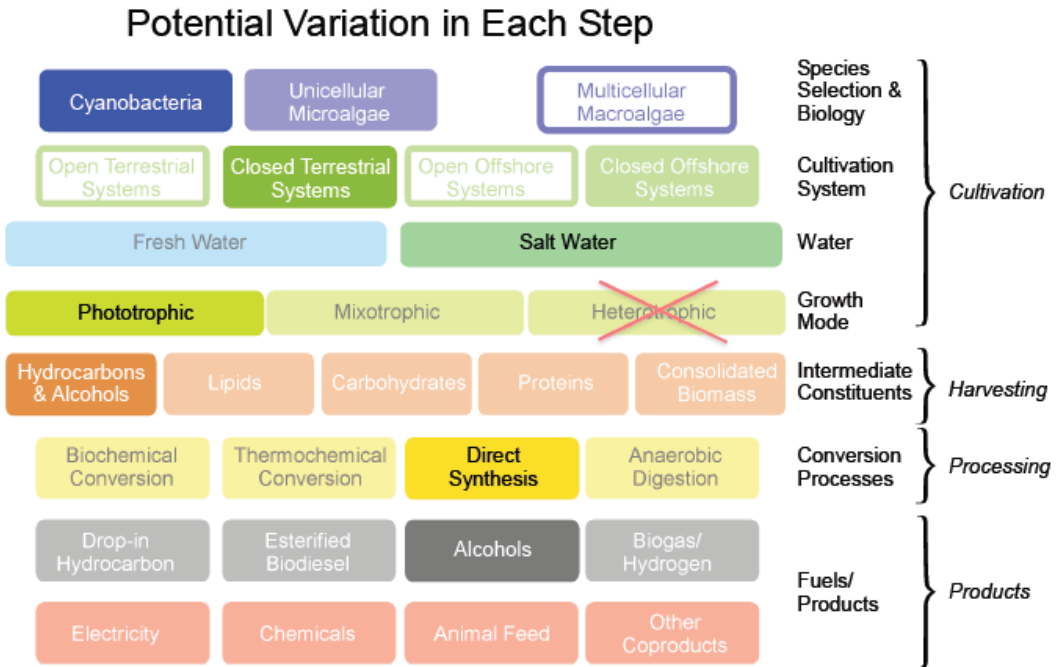 Potential Variation in Each Step
Cyanobacteria
Unicellular
Microalgae
Multicellular
Macroalgae
Species
Selection &
Biology
Open Terrestrial
Systems
Closed Terrestrial
Systems
Open Offshore
Systems
Closed Offshore
Systems
Cultivation
System
Cultivation
Fresh Water
Salt Water
Water
Phototrophic
Mixotrophic
Heterotrophic
Growth
Mode
Hydrocarbons
& Alcohols
Lipids
Carbohydrates
Proteins
Consolidated
Biomass
Intermediate
Constituents
Harvesting
Biochemical
Conversion
Thermochemical
Conversion
Direct
Synthesis
Anaerobic
Digestion
Conversion
Processes
Processing
Drop-in
Hydrocarbon
Esterified
Biodiesel
Alcohols
Biogas/
Hydrogen
Fuels/
Products
Products
Electricity
Chemicals
Animal Feed
Other
Coproducts